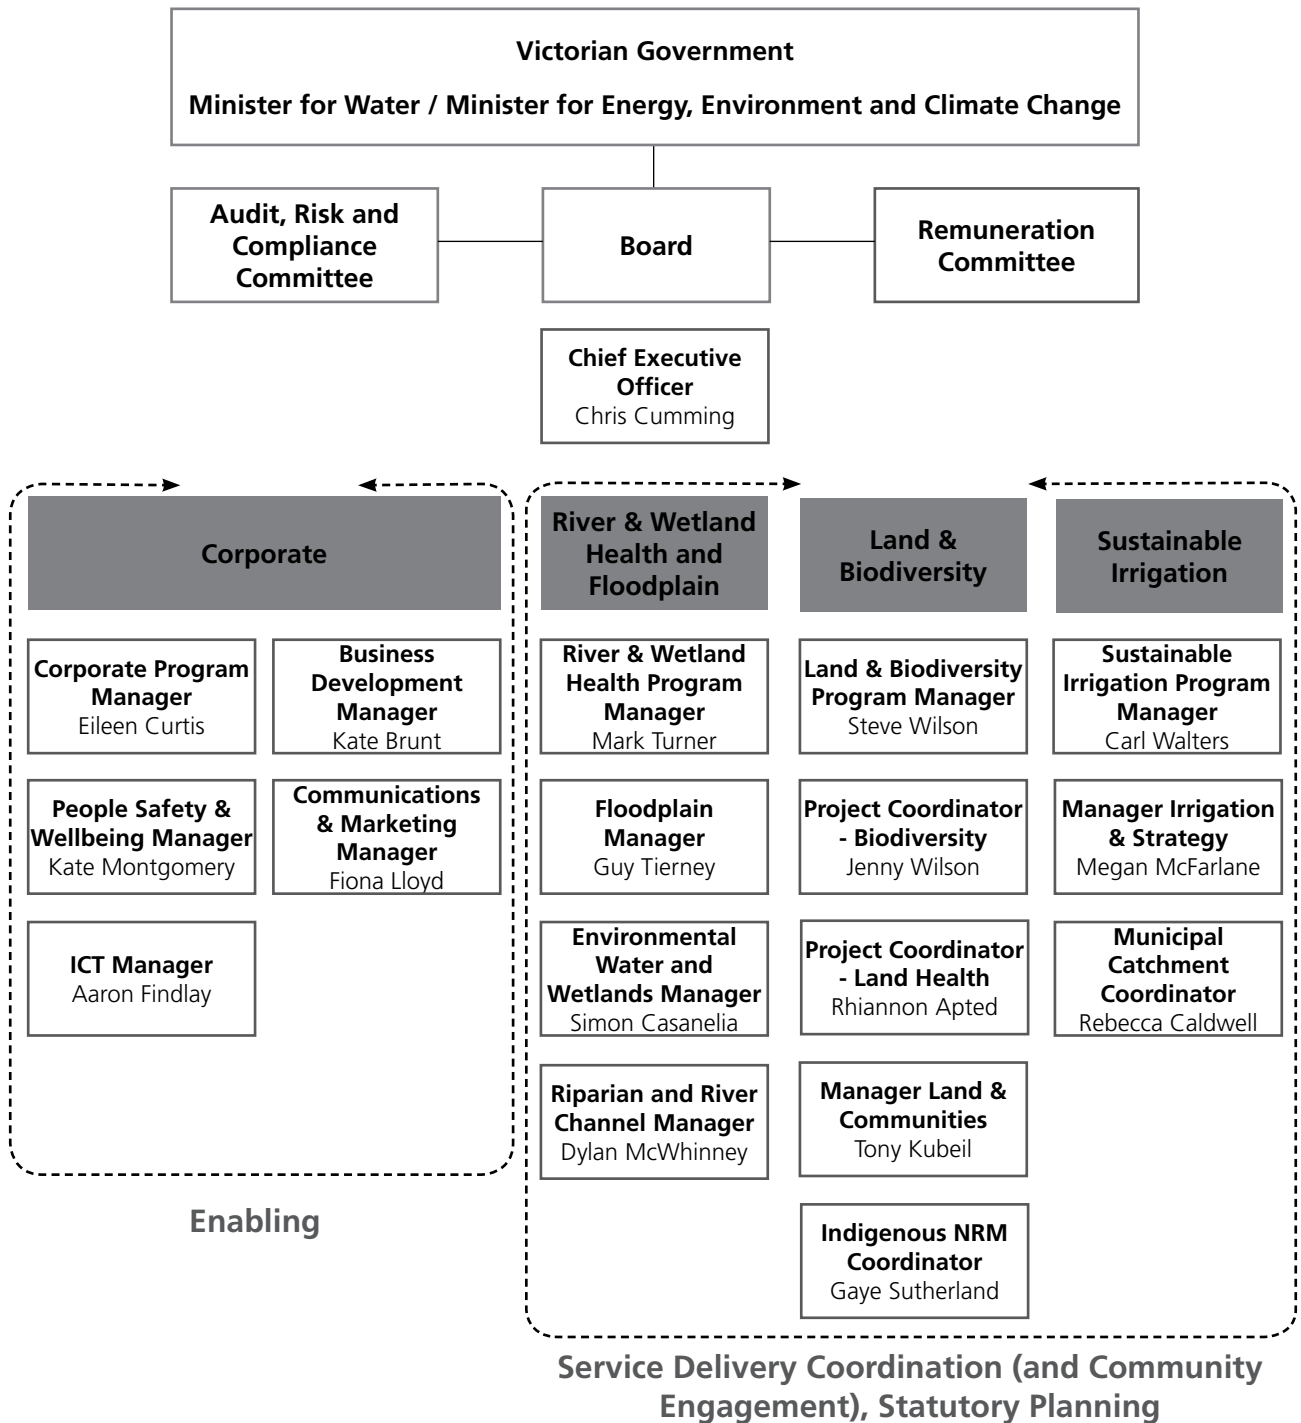 Victorian Government
Minister for Water / Minister for Energy, Environment and Climate Change
Audit, Risk and
Compliance
Committee
Board
Remuneration
Committee
Chief Executive
Officer
Chris Cumming
Corporate
Corporate Program
Manager
Eileen Curtis
Business
Development
Manager
Kate Brunt
People Safety &
Wellbeing Manager
Kate Montgomery
Communications
& Marketing
Manager
Fiona Lloyd
ICT Manager
Aaron Findlay
Enabling
River & Wetland
Health and
Floodplain
River & Wetland
Health Program
Manager
Mark Turner
Floodplain
Manager
Guy Tierney
Environmental
Water and
Wetlands Manager
Simon Casanelia
Riparian and River
Channel Manager
Dylan McWhinney
Land &
Biodiversity
Land & Biodiversity
Program Manager
Steve Wilson
Project Coordinator
- Biodiversity
Jenny Wilson
Project Coordinator
- Land Health
Rhiannon Apted
Manager Land &
Communities
Tony Kubeil
Indigenous NRM
Coordinator
Gaye Sutherland
Sustainable
Irrigation
Sustainable
Irrigation Program
Manager
Carl Walters
Manager Irrigation
& Strategy
Megan McFarlane
Municipal
Catchment
Coordinator
Rebecca Caldwell
Service Delivery Coordination (and Community
Engagement), Statutory Planning